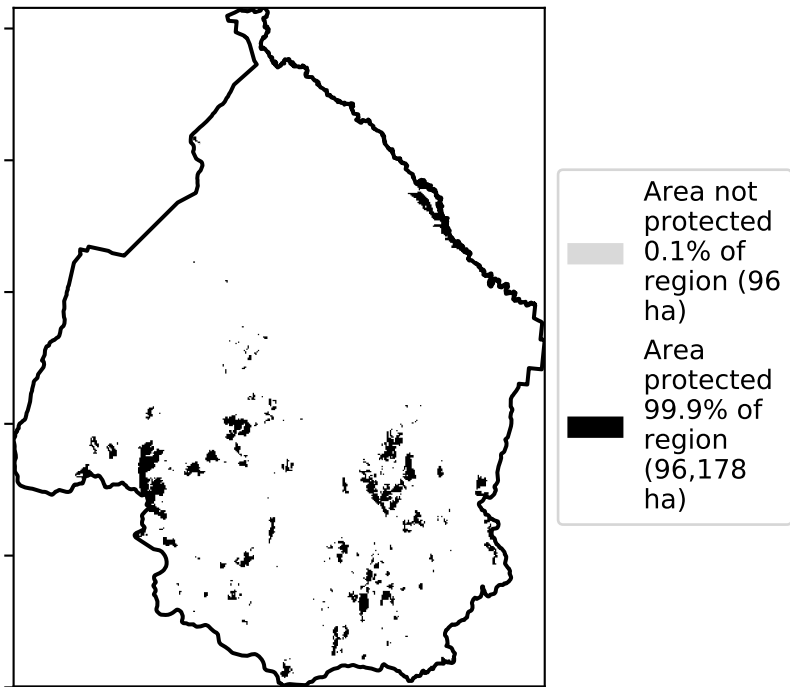 Area not
protected
0.1% of
region (96
ha)
Area
protected
99.9% of
region
(96,178
ha)